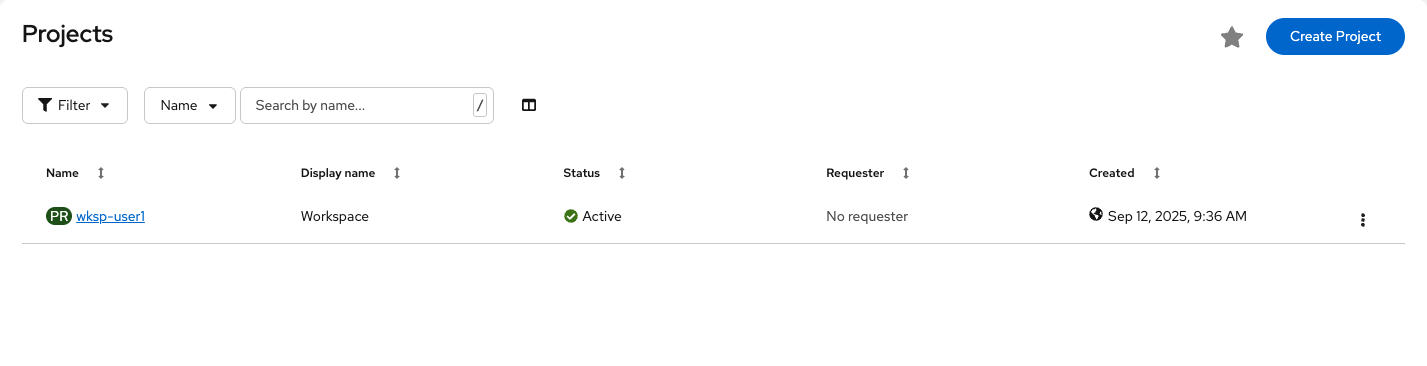 Projects
Create Project
Filter Name Search by name... /
Name Display name Status Requester Created
PR wksp-user1 Workspace Active No requester Sep 12, 2025, 9:36 AM